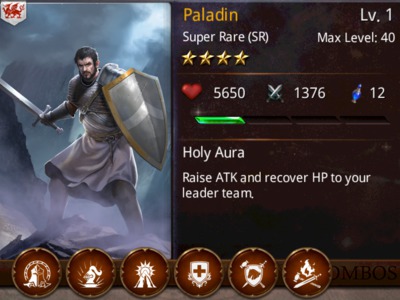 Paladin Lv. 1
Super Rare (SR) Max Level: 40
5650 1376 12
Holy Aura
Raise ATK and recover HP to your
leader team.